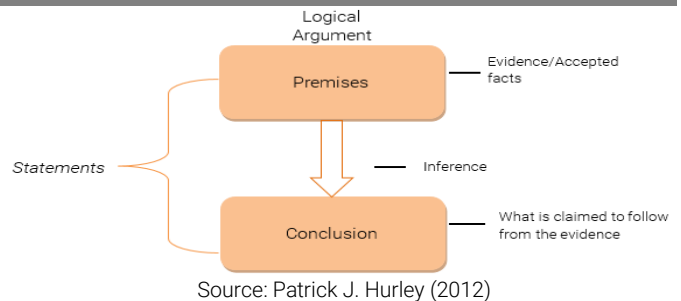 Logical
Argument
Premises
Evidence/Accepted
facts
Statements
Inference
Conclusion
What is claimed to follow
from the evidence
Source: Patrick J. Hurley (2012)